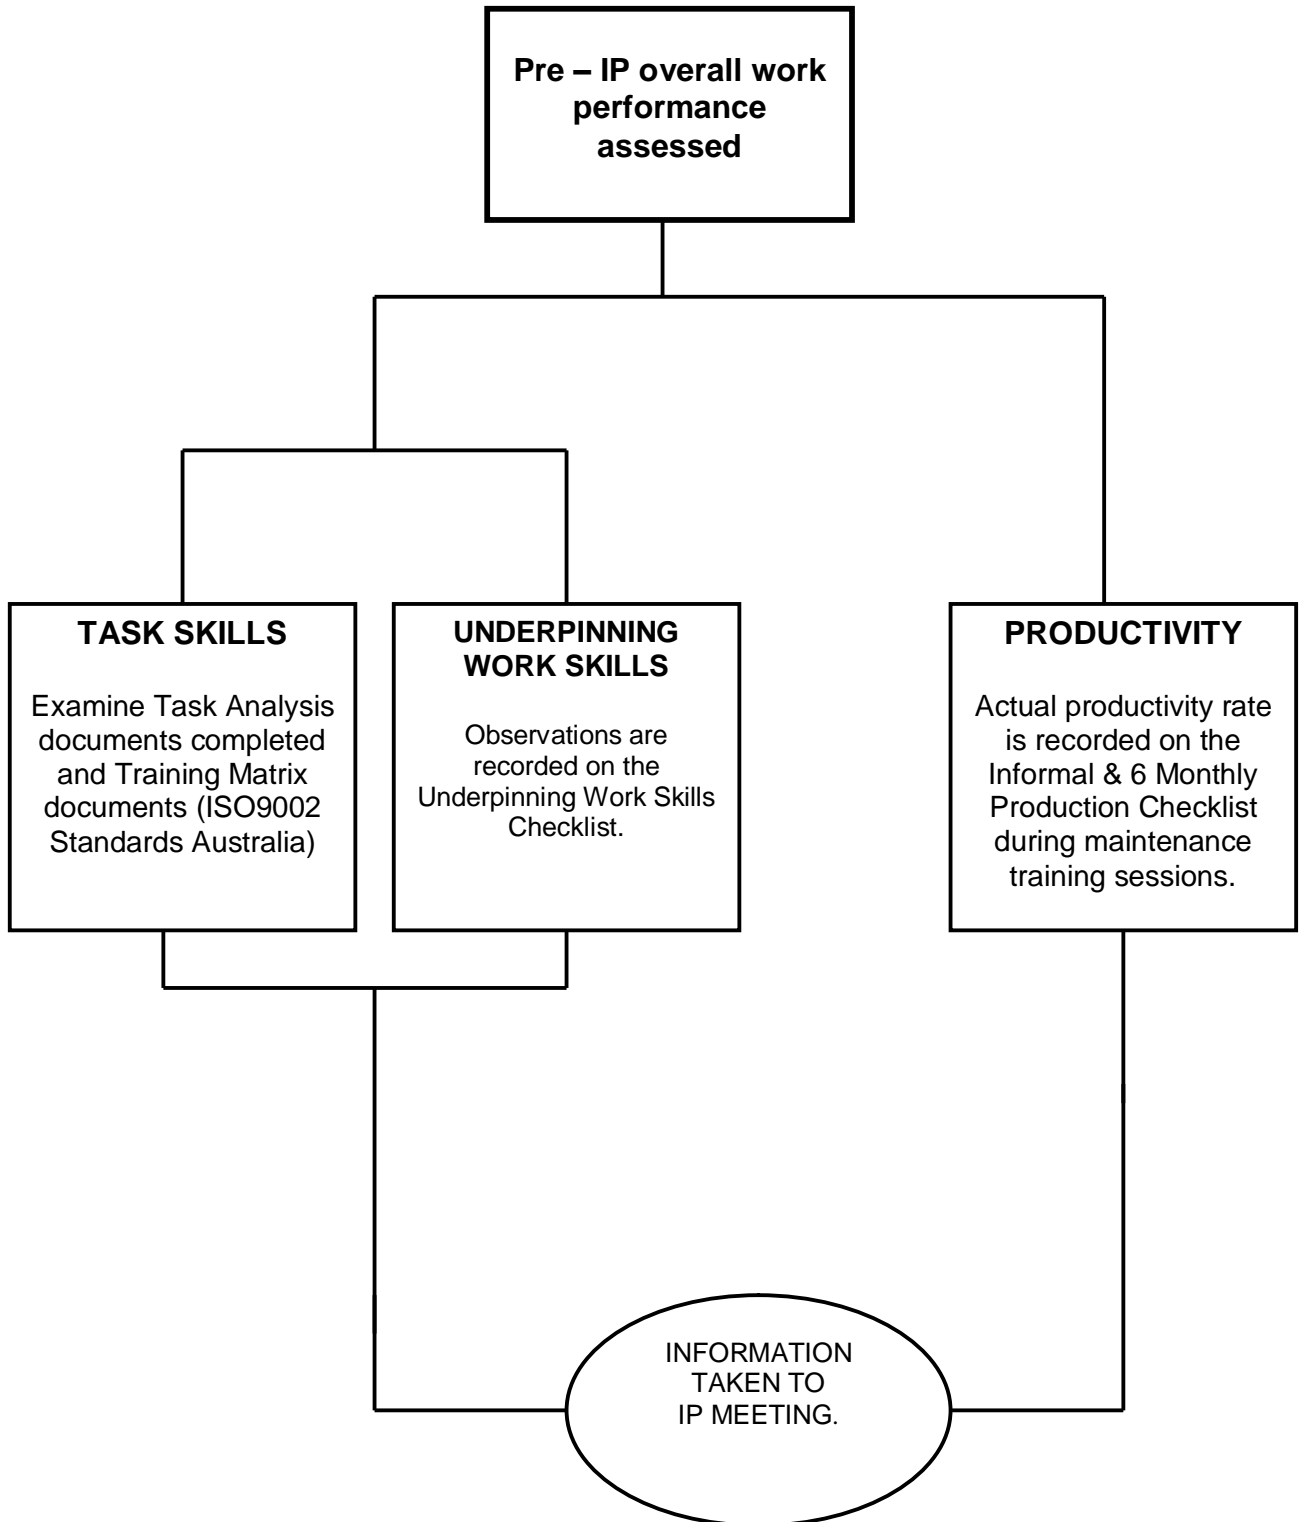 Pre – IP overall work
performance
assessed
TASK SKILLS
Examine Task Analysis
documents completed
and Training Matrix
documents (ISO9002
Standards Australia)
UNDERPINNING
WORK SKILLS
Observations are
recorded on the
Underpinning Work Skills
Checklist.
PRODUCTIVITY
Actual productivity rate
is recorded on the
Informal & 6 Monthly
Production Checklist
during maintenance
training sessions.
INFORMATION
TAKEN TO
IP MEETING.